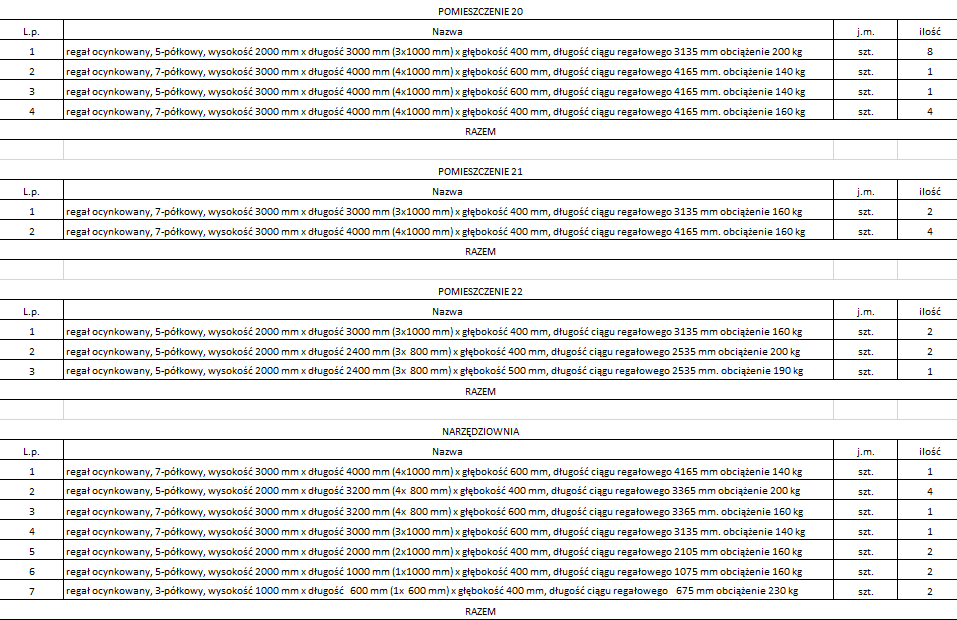 POMIESZCZENIE 20
L.p. Nazwa j.m. ilość
1 regał ocynkowany, 5-półkowy, wysokość 2000 mm x długość 3000 mm (3x1000 mm) x głębokość 400 mm, długość ciągu regałowego 3135 mm obciążenie 200 kg szt. 8
2 regał ocynkowany, 7-półkowy, wysokość 3000 mm x długość 4000 mm (4x1000 mm) x głębokość 600 mm, długość ciągu regałowego 4165 mm. obciążenie 140 kg szt. 1
3 regał ocynkowany, 5-półkowy, wysokość 3000 mm x długość 4000 mm (4x1000 mm) x głębokość 600 mm, długość ciągu regałowego 4165 mm. obciążenie 140 kg szt. 1
4 regał ocynkowany, 7-półkowy, wysokość 3000 mm x długość 4000 mm (4x1000 mm) x głębokość 400 mm, długość ciągu regałowego 4165 mm. obciążenie 160 kg szt. 4
RAZEM
POMIESZCZENIE 21
L.p. Nazwa j.m. ilość
1 regał ocynkowany, 7-półkowy, wysokość 3000 mm x długość 3000 mm (3x1000 mm) x głębokość 400 mm, długość ciągu regałowego 3135 mm obciążenie 160 kg szt. 2
2 regał ocynkowany, 7-półkowy, wysokość 3000 mm x długość 4000 mm (4x1000 mm) x głębokość 400 mm, długość ciągu regałowego 4165 mm. obciążenie 160 kg szt. 4
RAZEM
POMIESZCZENIE 22
L.p. Nazwa j.m. ilość
1 regał ocynkowany, 5-półkowy, wysokość 2000 mm x długość 3000 mm (3x1000 mm) x głębokość 400 mm, długość ciągu regałowego 3135 mm obciążenie 160 kg szt. 2
2 regał ocynkowany, 5-półkowy, wysokość 2000 mm x długość 2400 mm (3x 800 mm) x głębokość 400 mm, długość ciągu regałowego 2535 mm obciążenie 200 kg szt. 2
3 regał ocynkowany, 5-półkowy, wysokość 2000 mm x długość 2400 mm (3x 800 mm) x głębokość 500 mm, długość ciągu regałowego 2535 mm. obciążenie 190 kg szt. 1
RAZEM
NARZĘDZIOWNIA
L.p. Nazwa j.m. ilość
1 regał ocynkowany, 7-półkowy, wysokość 3000 mm x długość 4000 mm (4x1000 mm) x głębokość 600 mm, długość ciągu regałowego 4165 mm obciążenie 140 kg szt. 1
2 regał ocynkowany, 5-półkowy, wysokość 2000 mm x długość 3200 mm (4x 800 mm) x głębokość 400 mm, długość ciągu regałowego 3365 mm obciążenie 200 kg szt. 4
3 regał ocynkowany, 7-półkowy, wysokość 3000 mm x długość 3200 mm (4x 800 mm) x głębokość 600 mm, długość ciągu regałowego 3365 mm. obciążenie 160 kg szt. 1
4 regał ocynkowany, 7-półkowy, wysokość 3000 mm x długość 3000 mm (3x1000 mm) x głębokość 600 mm, długość ciągu regałowego 3135 mm. obciążenie 140 kg szt. 1
5 regał ocynkowany, 5-półkowy, wysokość 2000 mm x długość 2000 mm (2x1000 mm) x głębokość 400 mm, długość ciągu regałowego 2105 mm obciążenie 160 kg szt. 2
6 regał ocynkowany, 5-półkowy, wysokość 2000 mm x długość 1000 mm (1x1000 mm) x głębokość 400 mm, długość ciągu regałowego 1075 mm obciążenie 160 kg szt. 2
7 regał ocynkowany, 3-półkowy, wysokość 1000 mm x długość 600 mm (1x 600 mm) x głębokość 400 mm, długość ciągu regałowego 675 mm obciążenie 230 kg szt. 2
RAZEM